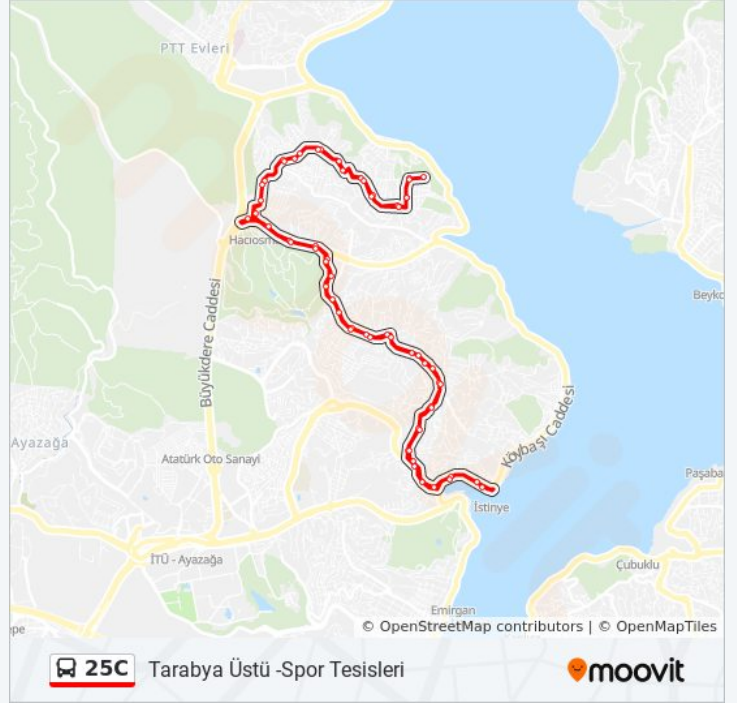 PTT Evleri
Hacıosm
Büyükdere Caddesi
Beyko
Köybaşı Caddesi
Ayazağa
Atatürk Oto Sanayi
Paşaba
İstinye
İTÜ - Ayazağa
Çubuklu
Emirgan
epe
© OpenStreetMap contributors | © OpenMapTiles
25C Tarabya Üstü -Spor Tesisleri
moovit